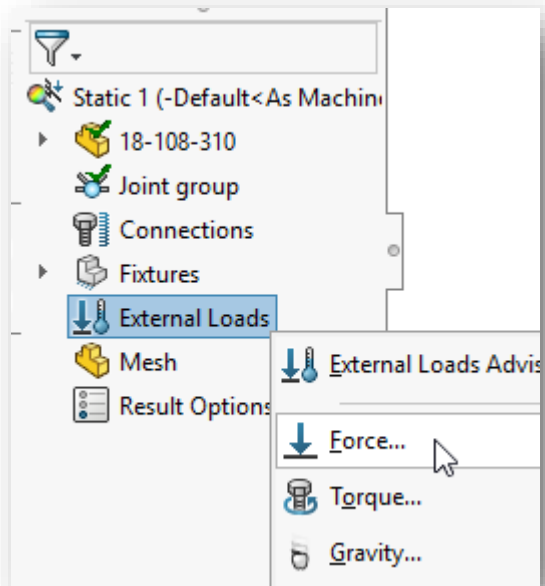 Static 1 (-Default<As Machin
18-108-310
Joint group
Connections
Fixtures
External Loads
Mesh
External Loads Advis
Result Options
Force...
Torque...
Gravity...